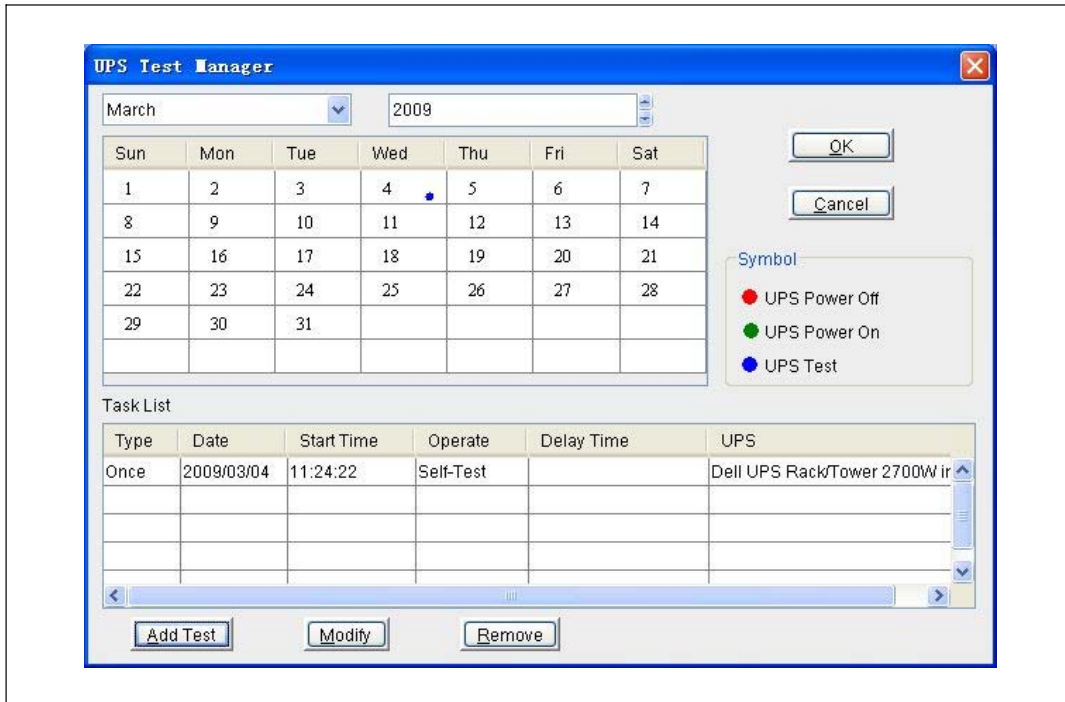 UPS Test Manager
March 2009
Sun Mon Tue Wed Thu Fri Sat
1 2 3 4 5 6 7
8 9 10 11 12 13 14
15 16 17 18 19 20 21
22 23 24 25 26 27 28
29 30 31
OK
Cancel
Symbol
UPS Power Off
UPS Power On
UPS Test
Task List
Type Date Start Time Operate Delay Time UPS
Once 2009/03/04 11:24:22 Self-Test Dell UPS Rack/Tower 2700W ir
Add Test Modify Remove